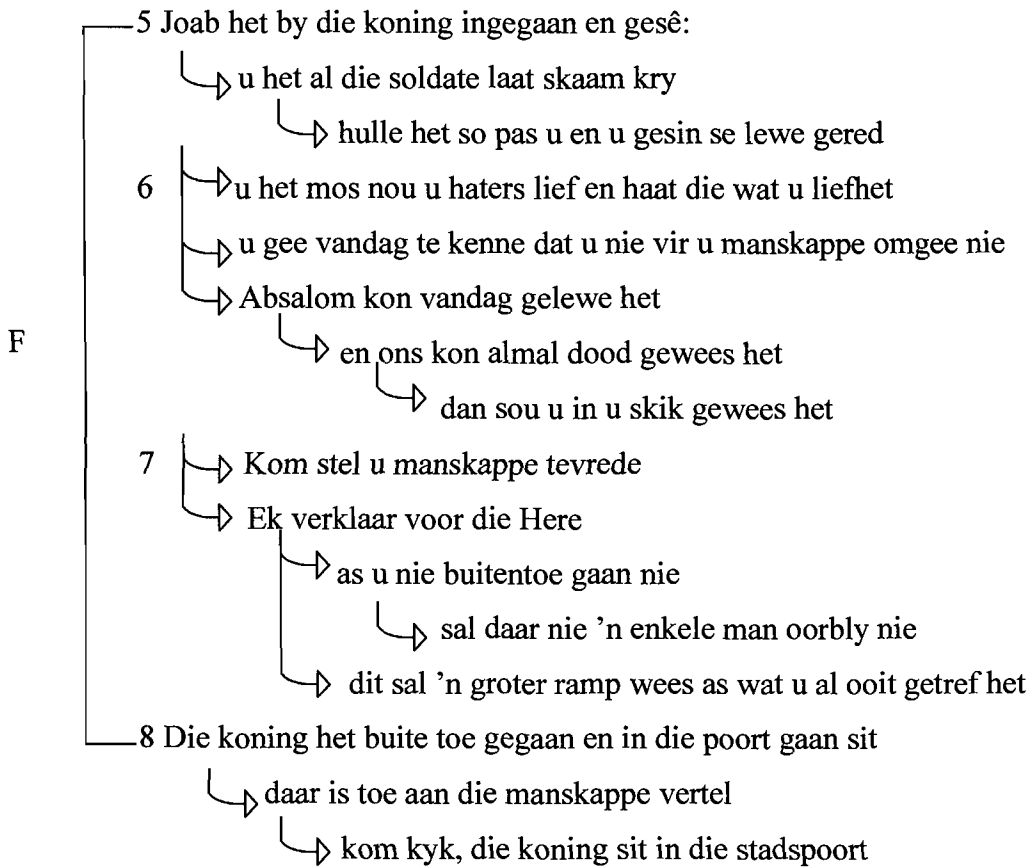 5 Joab het by die koning ingegaan en gesê:
u het al die soldate laat skaam kry
hulle het so pas u en u gesin se lewe gered
6 u het mos nou u haters lief en haat die wat u liefhet
u gee vandag te kenne dat u nie vir u manskappe omgee nie
Absalom kon vandag gelewe het
F
en ons kon almal dood gewees het
dan sou u in u skik gewees het
7 Kom stel u manskappe tevrede
Ek verklaar voor die Here
as u nie buitentoe gaan nie
sal daar nie 'n enkele man oorbly nie
dit sal 'n groter ramp wees as wat u al ooit getref het
8 Die koning het buite toe gegaan en in die poort gaan sit
daar is toe aan die manskappe vertel
kom kyk, die koning sit in die stadspoort